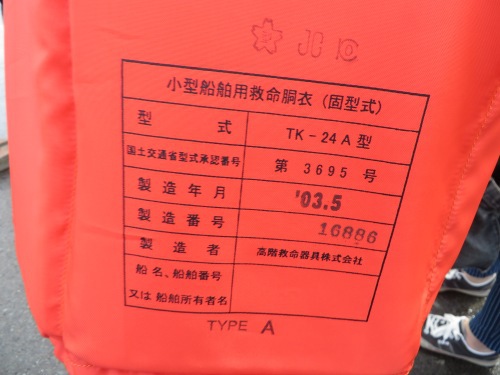 JCI
小型船舶用救命胴衣（固型式）
型式 TK－24A型
国土交通省型式承認番号 第 3695 号
製造年月 '03.5
製造番号 16886
製造者 高階救命器具株式会社
船名、船舶番号
又は船舶所有者名
TYPE A